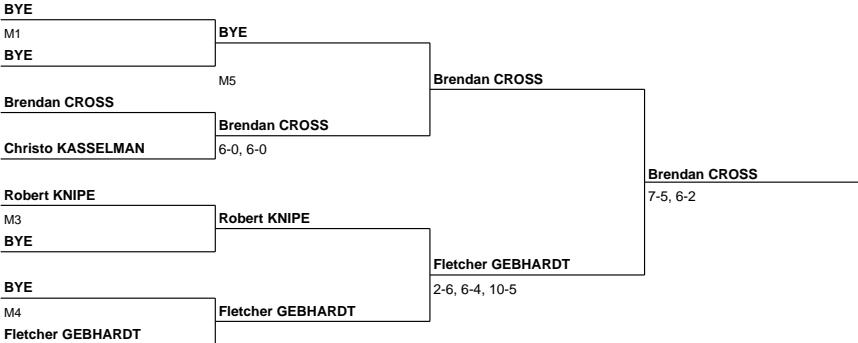 BYE
M1
BYE
BYE
M5
Brendan CROSS
Brendan CROSS
Brendan CROSS
Christo KASSELMAN
6-0, 6-0
Brendan CROSS
7-5, 6-2
Robert KNIPE
M3
Robert KNIPE
BYE
Fletcher GEBHARDT
2-6, 6-4, 10-5
BYE
M4
Fletcher GEBHARDT
Fletcher GEBHARDT